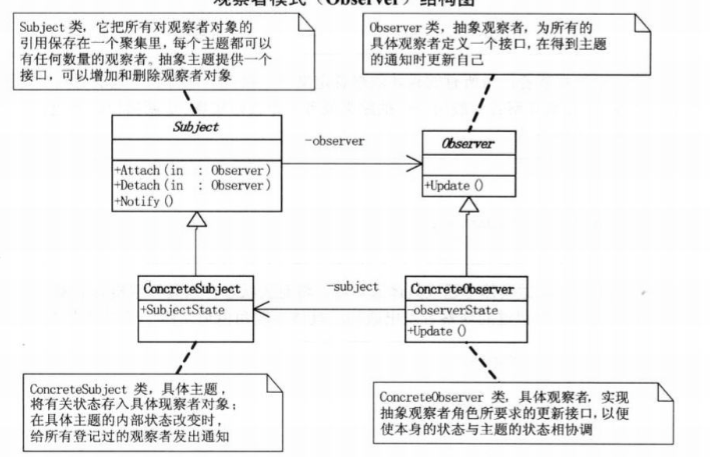 观察者模式（Observer）结构图
Subject 类，它把所有对观察者对象的
引用保存在一个聚集里，每个主题都可以
有任何数量的观察者。抽象主题提供一个
接口，可以增加和删除观察者对象
Observer 类，抽象观察者，为所有的
具体观察者定义一个接口，在得到主题
的通知时更新自己
Subject
+Attach(in : Observer)
+Detach(in : Observer)
+Notify()
-observer
Observer
+Update()
ConcreteSubject
+SubjectState
-subject
ConcreteObserver
-observerState
+Update()
ConcreteSubject 类，具体主题，
将有关状态存入具体现察者对象；
在具体主题的内部状态改变时，
给所有登记过的观察者发出通知
ConcreteObserver 类，具体观察者，实现
抽象观察者角色所要求的更新接口，以便
使本身的状态与主题的状态相协调